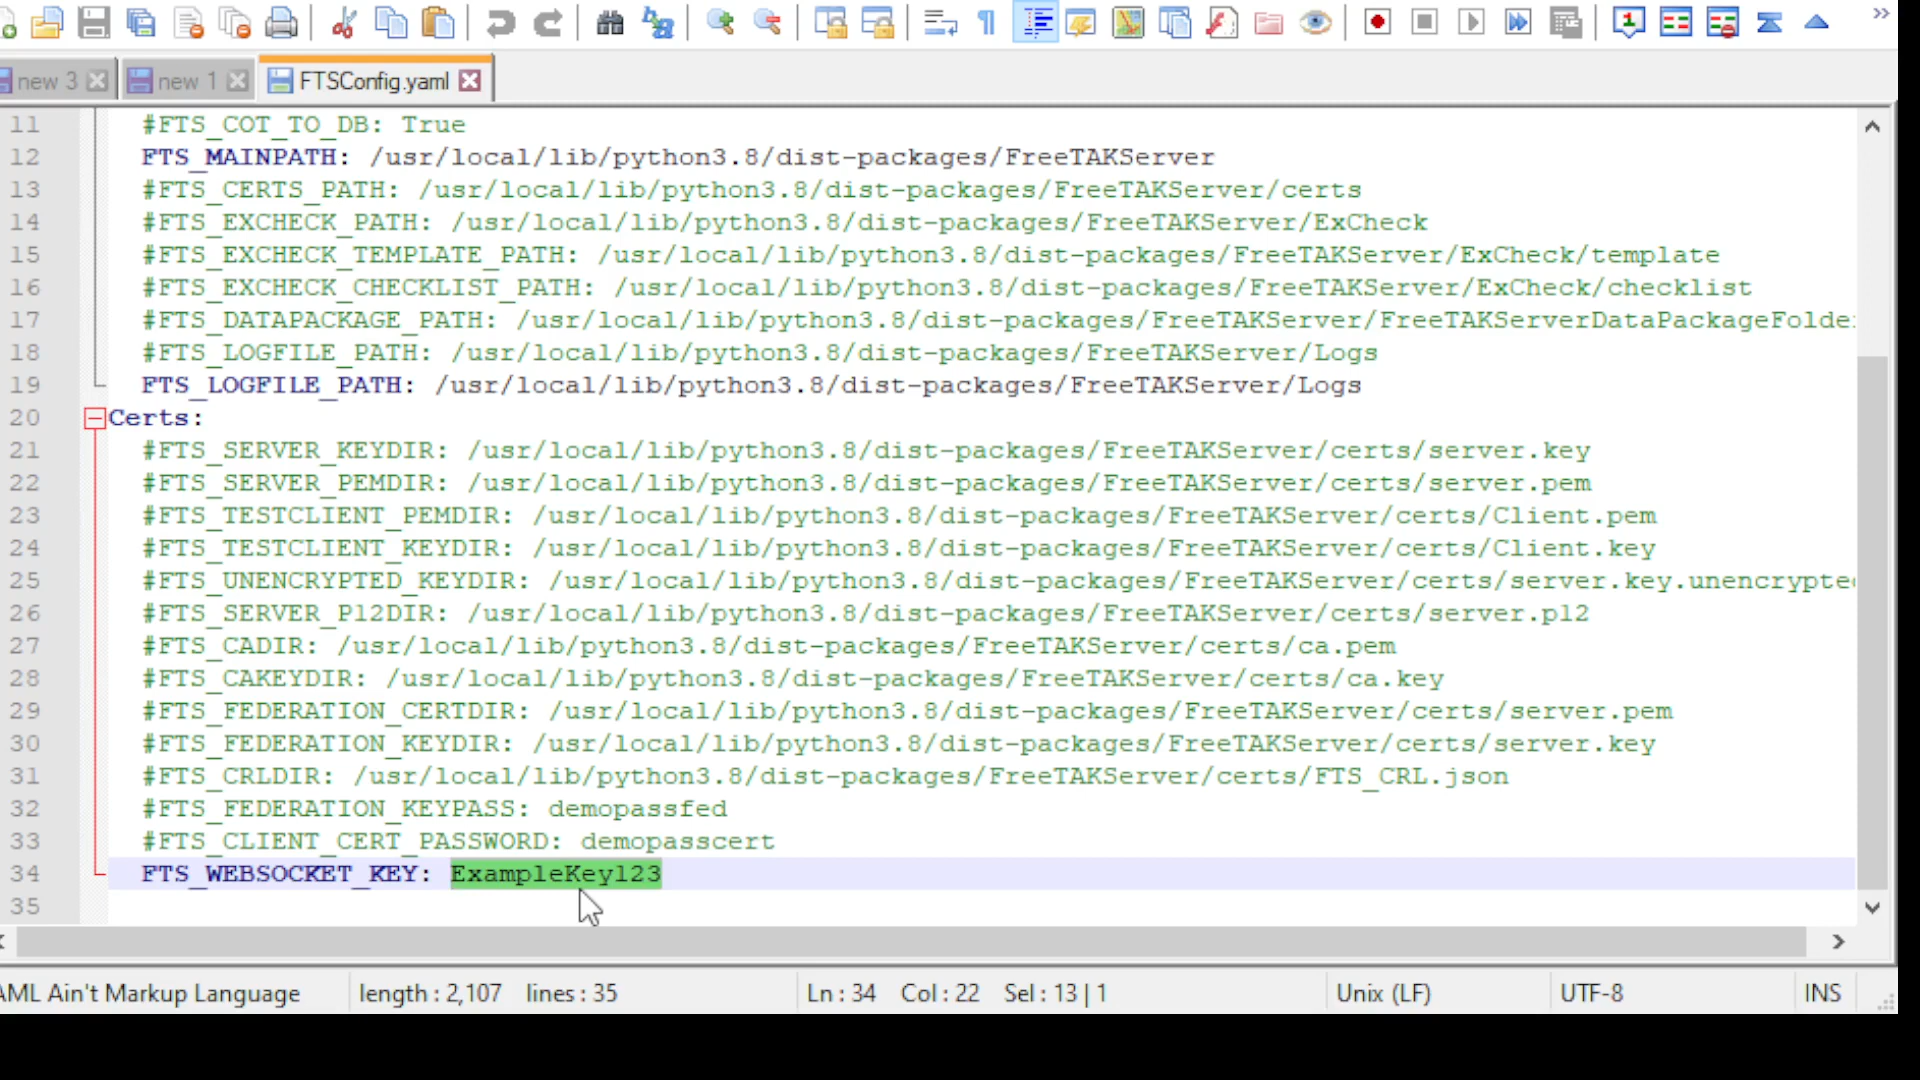 new 3
new 1
FTSConfig.yaml
11 #FTS_COT_TO_DB: True
12 FTS_MAINPATH: /usr/local/lib/python3.8/dist-packages/FreeTAKServer
13 #FTS_CERTS_PATH: /usr/local/lib/python3.8/dist-packages/FreeTAKServer/certs
14 #FTS_EXCHECK_PATH: /usr/local/lib/python3.8/dist-packages/FreeTAKServer/ExCheck
15 #FTS_EXCHECK_TEMPLATE_PATH: /usr/local/lib/python3.8/dist-packages/FreeTAKServer/ExCheck/template
16 #FTS_EXCHECK_CHECKLIST_PATH: /usr/local/lib/python3.8/dist-packages/FreeTAKServer/ExCheck/checklist
17 #FTS_DATAPACKAGE_PATH: /usr/local/lib/python3.8/dist-packages/FreeTAKServer/FreeTAKServerDataPackageFolde
18 #FTS_LOGFILE_PATH: /usr/local/lib/python3.8/dist-packages/FreeTAKServer/Logs
19 FTS_LOGFILE_PATH: /usr/local/lib/python3.8/dist-packages/FreeTAKServer/Logs
20 Certs:
21 #FTS_SERVER_KEYDIR: /usr/local/lib/python3.8/dist-packages/FreeTAKServer/certs/server.key
22 #FTS_SERVER_PEMDIR: /usr/local/lib/python3.8/dist-packages/FreeTAKServer/certs/server.pem
23 #FTS_TESTCLIENT_PEMDIR: /usr/local/lib/python3.8/dist-packages/FreeTAKServer/certs/Client.pem
24 #FTS_TESTCLIENT_KEYDIR: /usr/local/lib/python3.8/dist-packages/FreeTAKServer/certs/Client.key
25 #FTS_UNENCRYPTED_KEYDIR: /usr/local/lib/python3.8/dist-packages/FreeTAKServer/certs/server.key.unencrypte
26 #FTS_SERVER_P12DIR: /usr/local/lib/python3.8/dist-packages/FreeTAKServer/certs/server.p12
27 #FTS_CADIR: /usr/local/lib/python3.8/dist-packages/FreeTAKServer/certs/ca.pem
28 #FTS_CAKEYDIR: /usr/local/lib/python3.8/dist-packages/FreeTAKServer/certs/ca.key
29 #FTS_FEDERATION_CERTDIR: /usr/local/lib/python3.8/dist-packages/FreeTAKServer/certs/server.pem
30 #FTS_FEDERATION_KEYDIR: /usr/local/lib/python3.8/dist-packages/FreeTAKServer/certs/server.key
31 #FTS_CRLDIR: /usr/local/lib/python3.8/dist-packages/FreeTAKServer/certs/FTS_CRL.json
32 #FTS_FEDERATION_KEYPASS: demopassfed
33 #FTS_CLIENT_CERT_PASSWORD: demopasscert
34 FTS_WEBSOCKET_KEY: ExampleKey123
35
AML Ain't Markup Language length : 2,107 lines : 35 Ln : 34 Col : 22 Sel : 13 | 1 Unix (LF) UTF-8 INS